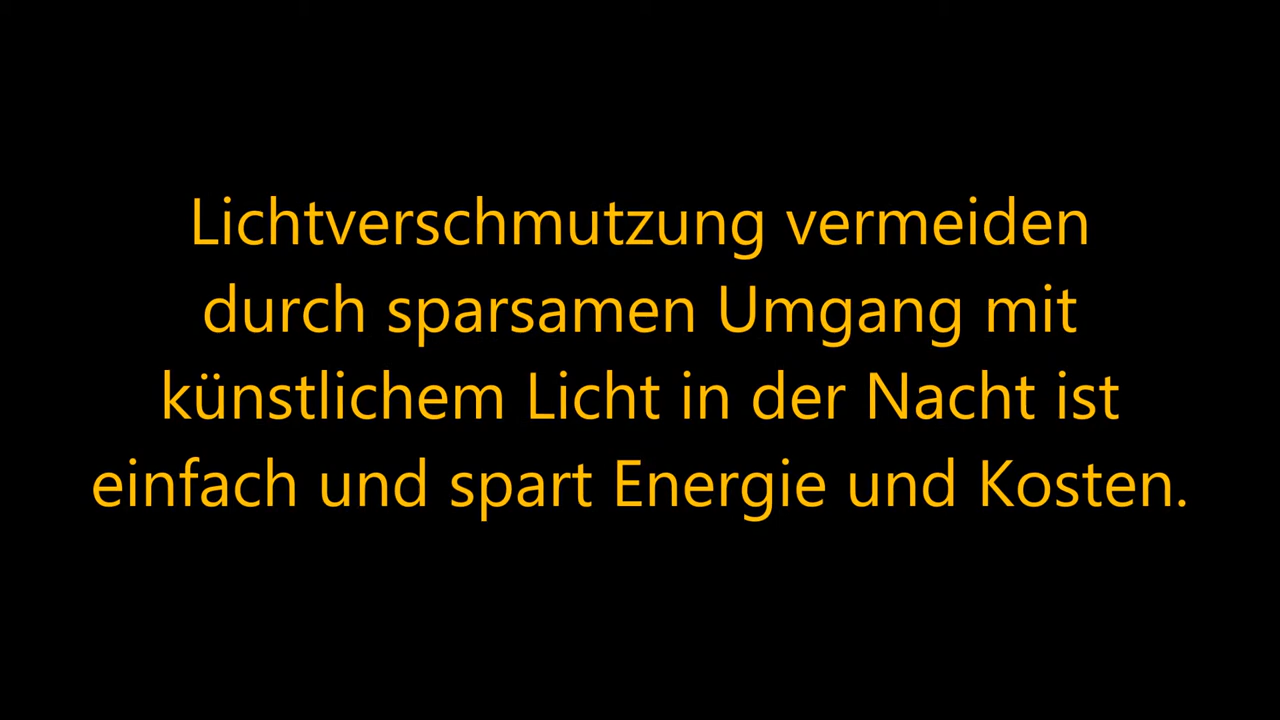 Lichtverschmutzung vermeiden
durch sparsamen Umgang mit
künstlichem Licht in der Nacht ist
einfach und spart Energie und Kosten.